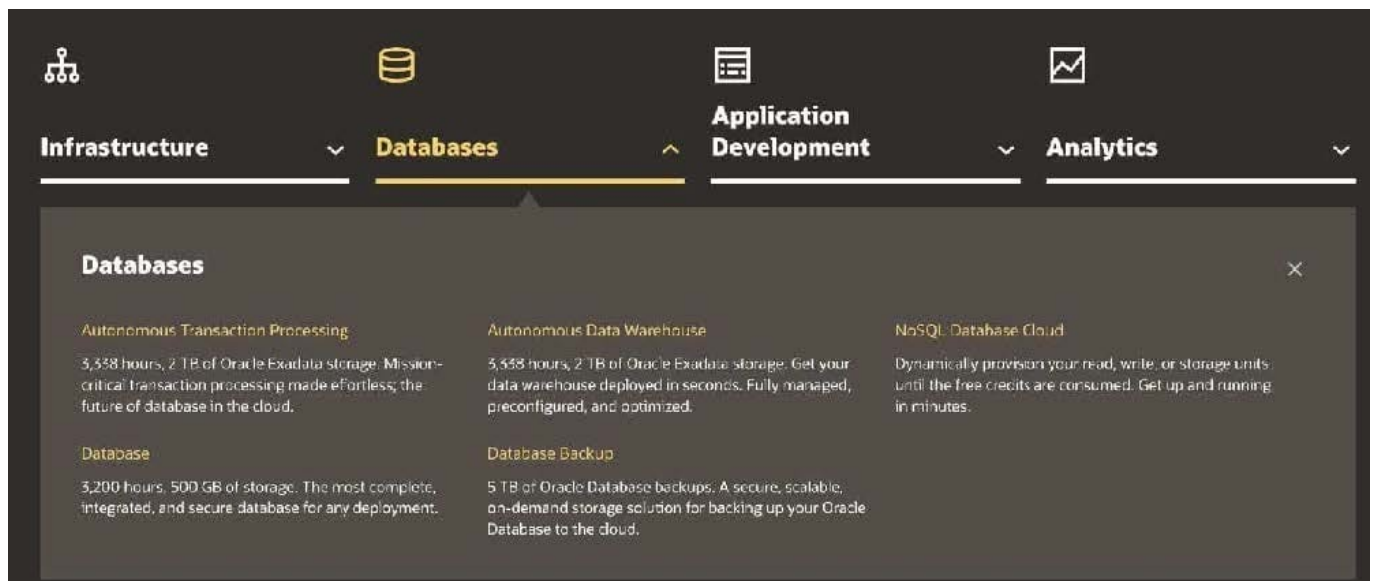 Infrastructure
Databases
Application
Development
Analytics
Databases
Autonomous Transaction Processing
3,338 hours, 2 TB of Oracle Exadata storage. Mission-
critical transaction processing made effortless; the
future of database in the cloud.
Autonomous Data Warehouse
3,338 hours, 2 TB of Oracle Exadata storage. Get your
data warehouse deployed in seconds. Fully managed,
preconfigured, and optimized.
NoSQL Database Cloud
Dynamically provision your read, write, or storage units
until the free credits are consumed. Get up and running
in minutes.
Database
3,200 hours, 500 GB of storage. The most complete,
integrated, and secure database for any deployment.
Database Backup
5 TB of Oracle Database backups. A secure, scalable,
on-demand storage solution for backing up your Oracle
Database to the cloud.